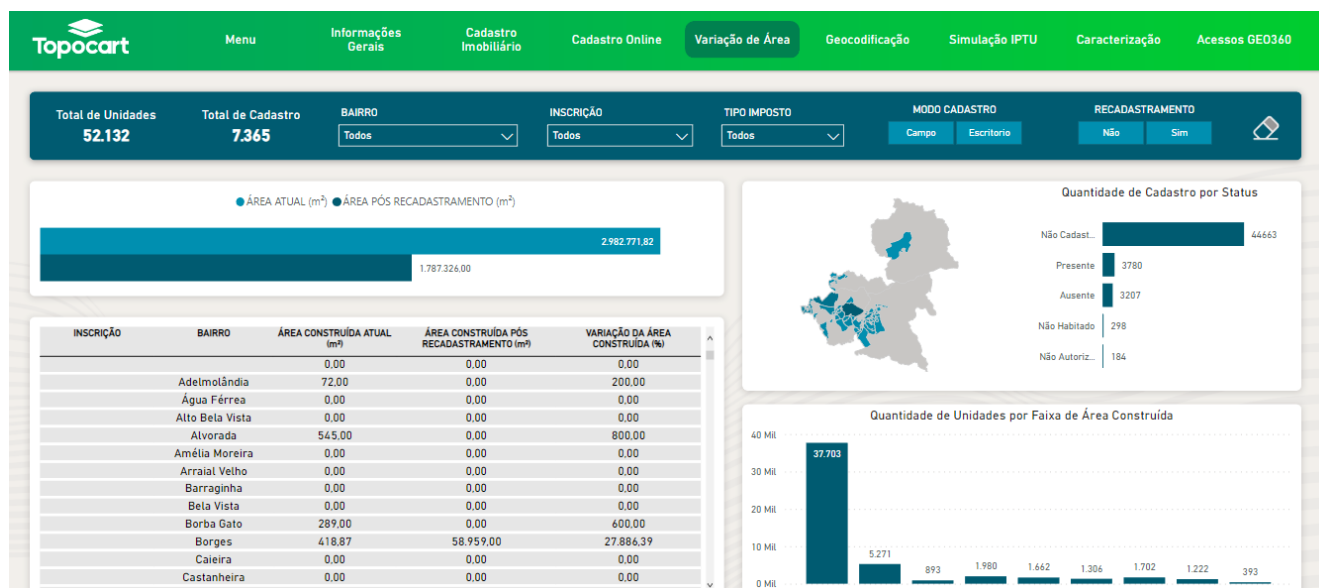 Topocart
Menu
Informações
Gerais
Cadastro
Imobiliário
Cadastro Online
Variação de Área
Geocodificação
Simulação IPTU
Caracterização
Acessos GEO360
Total de Unidades
52.132
Total de Cadastro
7.365
BAIRRO
Todos
INSCRIÇÃO
Todos
TIPO IMPOSTO
Todos
MODO CADASTRO
Campo Escritorio
RECADASTRAMENTO
Não Sim
ÁREA ATUAL (m²) ÁREA PÓS RECADASTRAMENTO (m²)
2.982.771,82
1.787.326,00
INSCRIÇÃO BAIRRO ÁREA CONSTRUÍDA ATUAL (m²) ÁREA CONSTRUÍDA PÓS RECADASTRAMENTO (m²) VARIAÇÃO DA ÁREA CONSTRUÍDA (%)
0,00 0,00 0,00
Adelmolândia 72,00 0,00 200,00
Água Férrea 0,00 0,00 0,00
Alto Bela Vista 0,00 0,00 0,00
Alvorada 545,00 0,00 800,00
Amélia Moreira 0,00 0,00 0,00
Arraial Velho 0,00 0,00 0,00
Barraginha 0,00 0,00 0,00
Bela Vista 0,00 0,00 0,00
Borba Gato 289,00 0,00 600,00
Borges 418,87 58.959,00 27.886,39
Caieira 0,00 0,00 0,00
Castanheira 0,00 0,00 0,00
Quantidade de Cadastro por Status
Não Cadast... 44663
Presente 3780
Ausente 3207
Não Habitado 298
Não Autoriz... 184
Quantidade de Unidades por Faixa de Área Construída
40 Mil
30 Mil
20 Mil
10 Mil
0 Mil
37.703
5.271
893
1.980
1.662
1.306
1.702
1.222
393